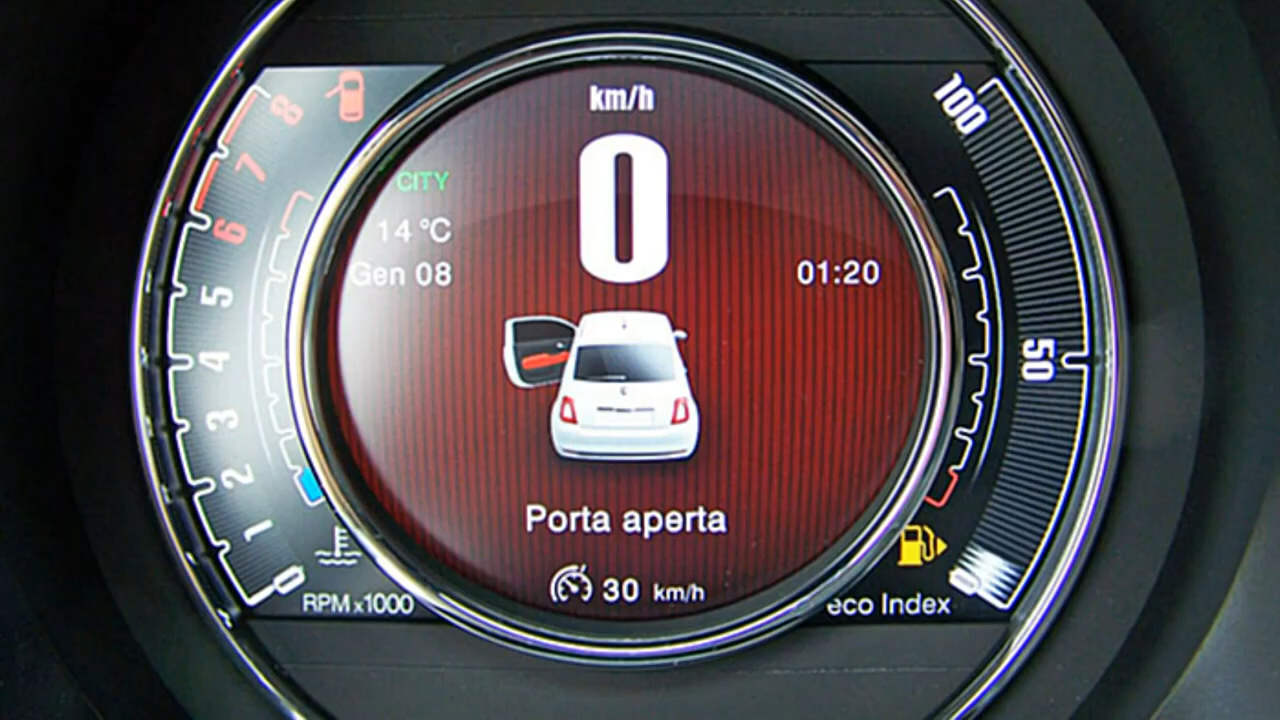 km/h
0
CITY
14 °C
Gen 08
01:20
Porta aperta
30 km/h
8
7
6
5
4
3
2
1
0
RPM x1000
100
50
0
eco Index